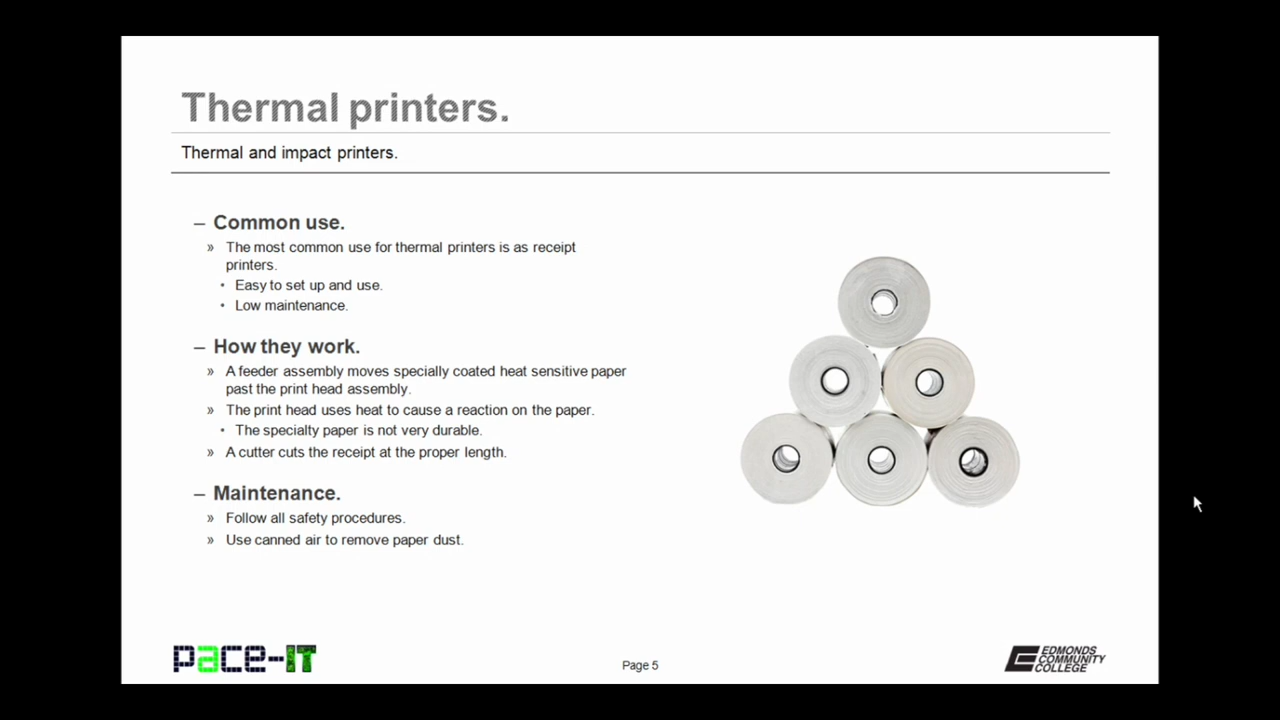 Thermal printers.
Thermal and impact printers.
– Common use.
» The most common use for thermal printers is as receipt
printers.
• Easy to set up and use.
• Low maintenance.
– How they work.
» A feeder assembly moves specially coated heat sensitive paper
past the print head assembly.
» The print head uses heat to cause a reaction on the paper.
• The specialty paper is not very durable.
» A cutter cuts the receipt at the proper length.
– Maintenance.
» Follow all safety procedures.
» Use canned air to remove paper dust.
pace-IT
Page 5
EDMONDS
COMMUNITY
COLLEGE